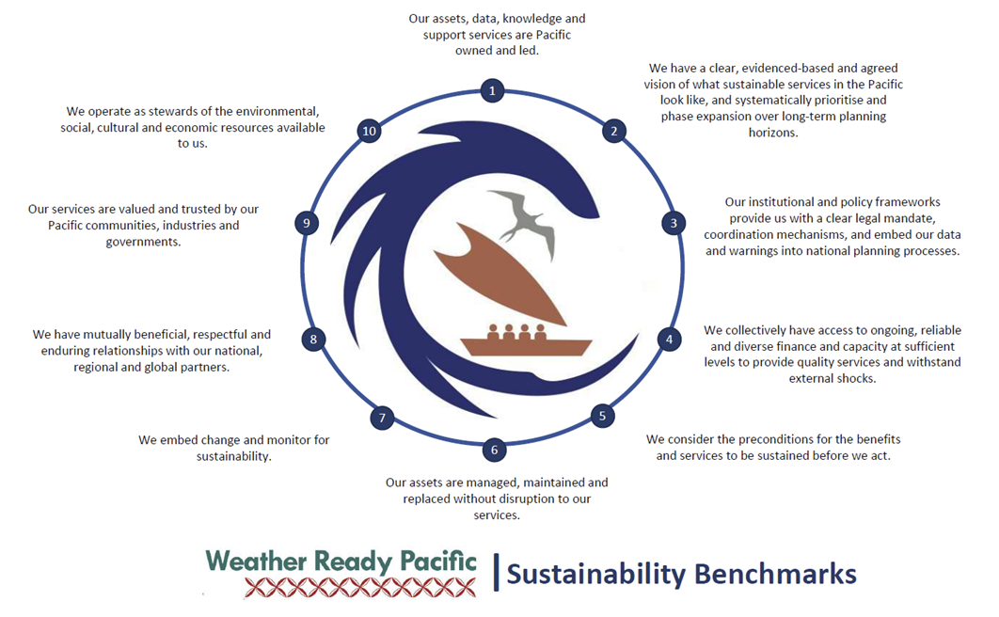 Our assets, data, knowledge and
support services are Pacific
owned and led.
1
We have a clear, evidenced-based and agreed
vision of what sustainable services in the Pacific
look like, and systematically prioritise and
phase expansion over long-term planning
horizons.
2
Our institutional and policy frameworks
provide us with a clear legal mandate,
coordination mechanisms, and embed our data
and warnings into national planning processes.
3
We collectively have access to ongoing, reliable
and diverse finance and capacity at sufficient
levels to provide quality services and withstand
external shocks.
4
We consider the preconditions for the benefits
and services to be sustained before we act.
5
6
Our assets are managed, maintained and
replaced without disruption to our
services.
7
We embed change and monitor for
sustainability.
8
We have mutually beneficial, respectful and
enduring relationships with our national,
regional and global partners.
9
Our services are valued and trusted by our
Pacific communities, industries and
governments.
10
We operate as stewards of the environmental,
social, cultural and economic resources available
to us.
Weather Ready Pacific | Sustainability Benchmarks